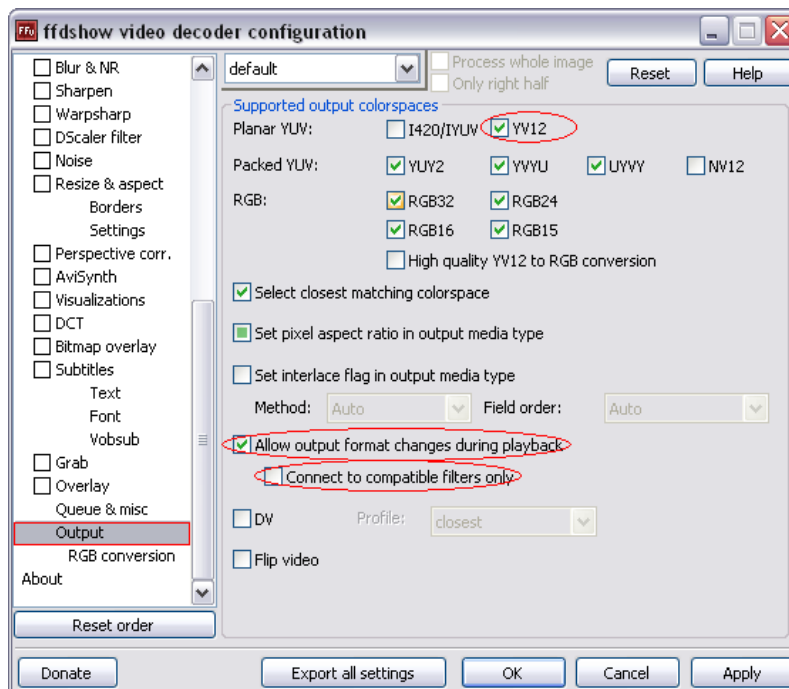 FFv ffdshow video decoder configuration
Blur & NR
Sharpen
Warpsharp
DScaler filter
Noise
Resize & aspect
Borders
Settings
Perspective corr.
AviSynth
Visualizations
DCT
Bitmap overlay
Subtitles
Text
Font
Vobsub
Grab
Overlay
Queue & misc
Output
RGB conversion
About
Reset order
default
Process whole image
Only right half
Reset
Help
Supported output colorspaces
Planar YUV: I420/IYUV YV12
Packed YUV: YUY2 YVYU UYVY NV12
RGB: RGB32 RGB24
RGB16 RGB15
High quality YV12 to RGB conversion
Select closest matching colorspace
Set pixel aspect ratio in output media type
Set interlace flag in output media type
Method: Auto Field order: Auto
Allow output format changes during playback
Connect to compatible filters only
DV Profile: closest
Flip video
Donate
Export all settings
OK
Cancel
Apply